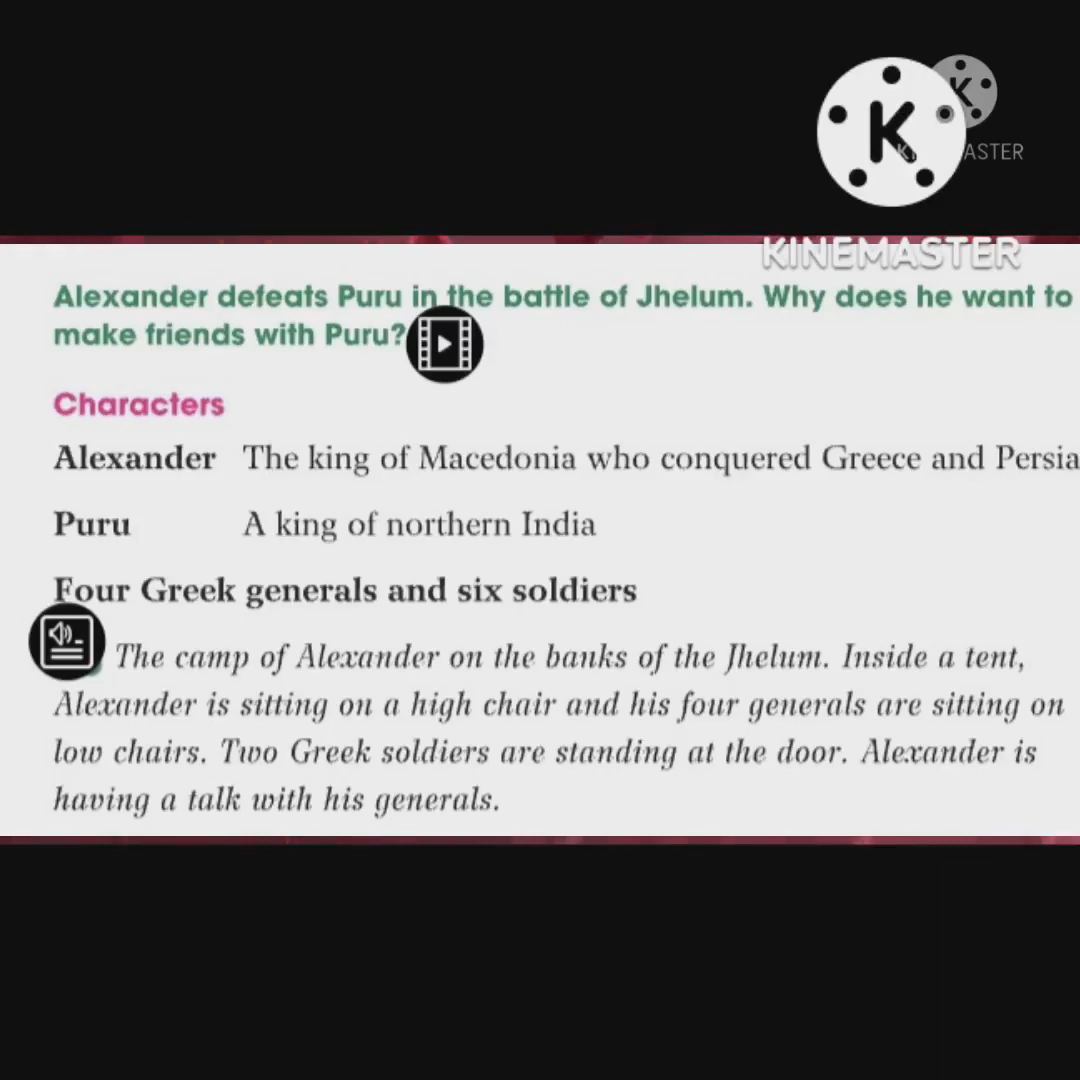 K
K
KINEMASTER
KINEMASTER
Alexander defeats Puru in the battle of Jhelum. Why does he want to
make friends with Puru?
Characters
Alexander The king of Macedonia who conquered Greece and Persia
Puru A king of northern India
Four Greek generals and six soldiers
The camp of Alexander on the banks of the Jhelum. Inside a tent,
Alexander is sitting on a high chair and his four generals are sitting on
low chairs. Two Greek soldiers are standing at the door. Alexander is
having a talk with his generals.